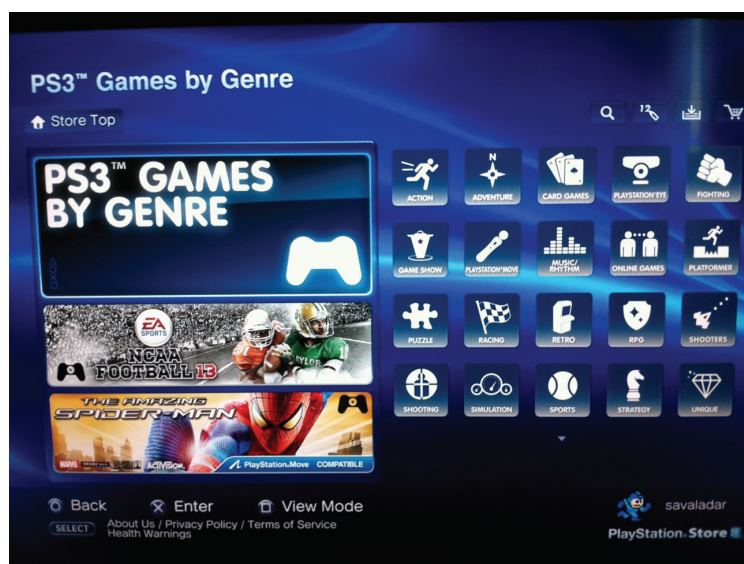 PS3™ Games by Genre
Store Top
PS3™ GAMES
BY GENRE
EA
SPORTS
NCAA
FOOTBALL 13
THE AMAZING
SPIDER-MAN
MARVEL
ACTIVISION
PlayStation®Move COMPATIBLE
ACTION
ADVENTURE
CARD GAMES
PLAYSTATION®EYE
FIGHTING
GAME SHOW
PLAYSTATION®MOVE
MUSIC/
RHYTHM
ONLINE GAMES
PLATFORMER
PUZZLE
RACING
RETRO
RPG
SHOOTERS
SHOOTING
SIMULATION
SPORTS
STRATEGY
UNIQUE
Back
Enter
View Mode
SELECT
About Us / Privacy Policy / Terms of Service
Health Warnings
savaladar
PlayStation®Store